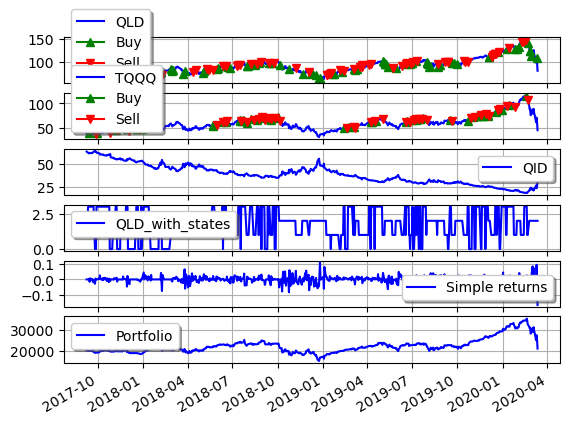 QLD
Buy
Sell
150
100
TQQQ
Buy
Sell
100
50
QID
50
25
QLD_with_states
2.5
0.0
Simple returns
0.1
0.0
−0.1
Portfolio
30000
20000
2017-10 2018-01 2018-04 2018-07 2018-10 2019-01 2019-04 2019-07 2019-10 2020-01 2020-04